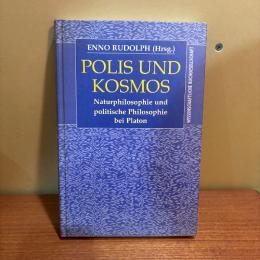 ENNO RUDOLPH (Hrsg.)
POLIS UND
KOSMOS
Naturphilosophie und
politische Philosophie
bei Platon
WISSENSCHAFTLICHE BUCHGESELLSCHAFT